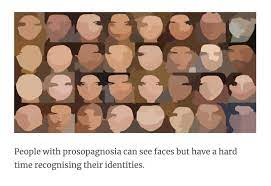 People with prosopagnosia can see faces but have a hard
time recognising their identities.